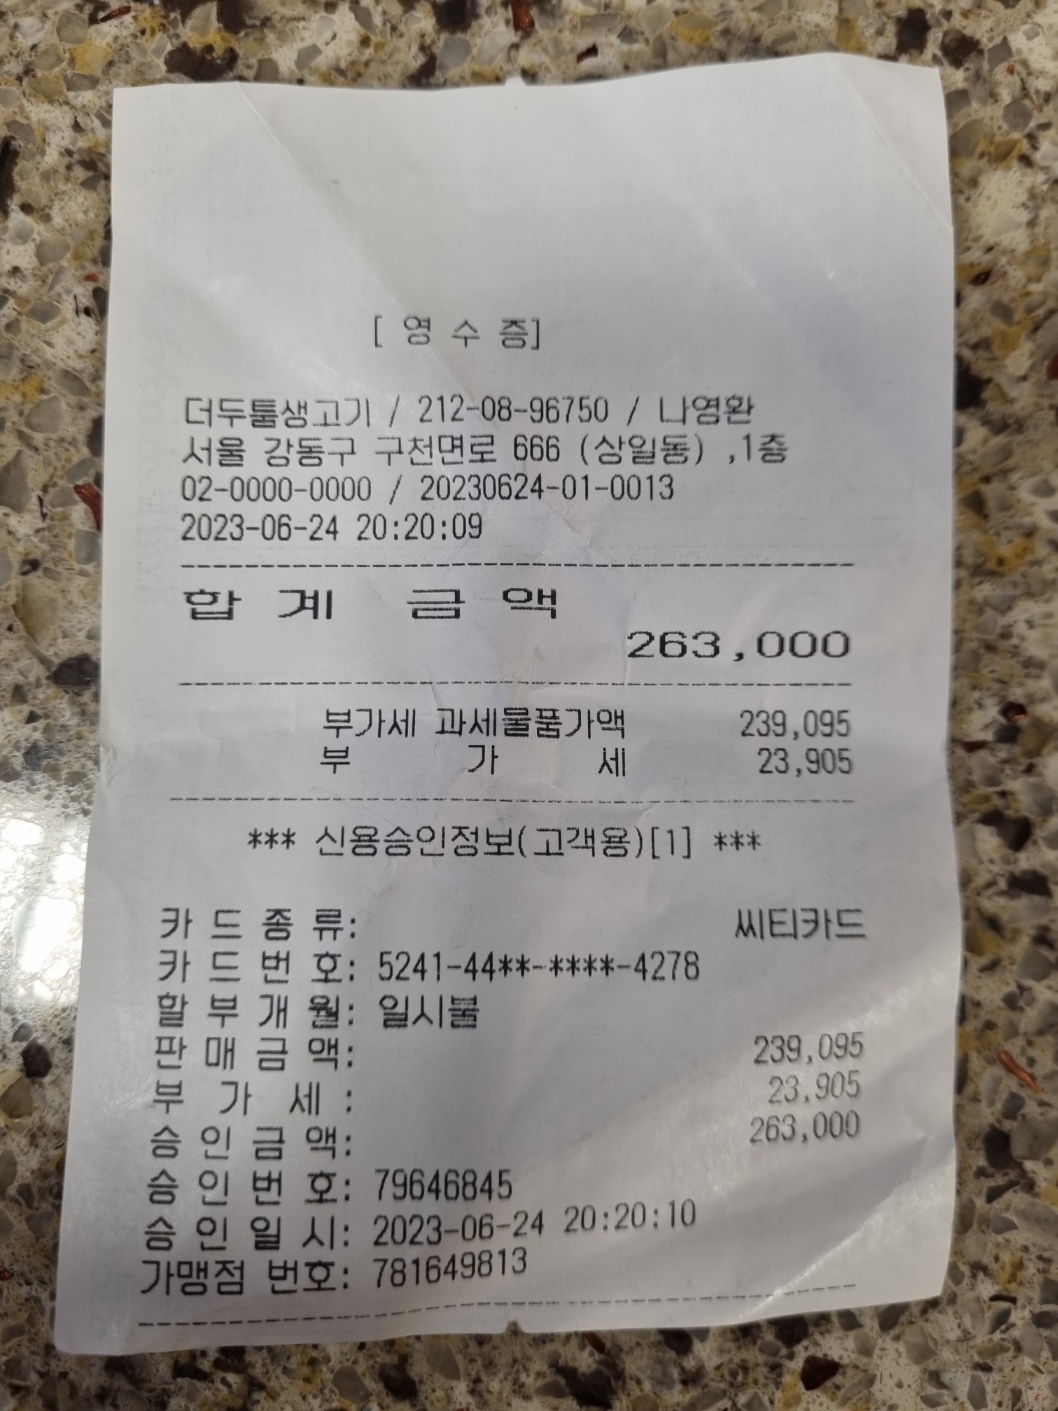 [ 영 수 증]
더두툼생고기 / 212-08-96750 / 나영환
서울 강동구 구천면로 666 (상일동) ,1층
02-0000-0000 / 20230624-01-0013
2023-06-24 20:20:09
합 계 금 액
263,000
부가세 과세물품가액 239,095
부 가 세 23,905
*** 신용승인정보(고객용)[1] ***
카 드 종 류: 씨티카드
카 드 번 호: 5241-44**-****-4278
할 부 개 월: 일시불
판 매 금 액: 239,095
부 가 세 : 23,905
승 인 금 액: 263,000
승 인 번 호: 79646845
승 인 일 시: 2023-06-24 20:20:10
가맹점 번호: 781649813